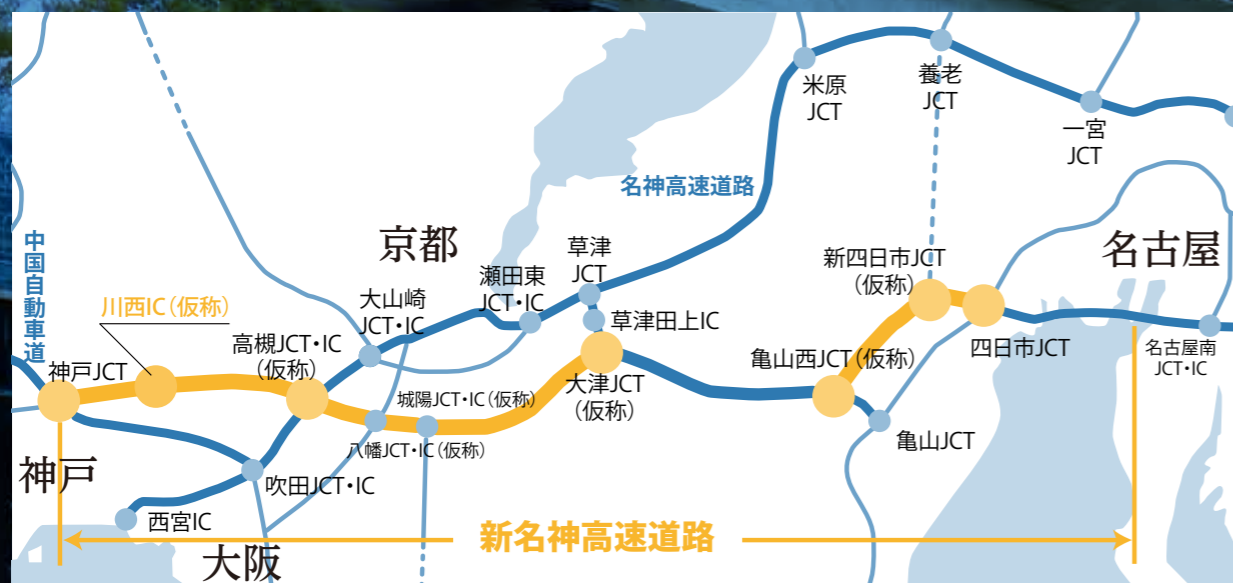 米原
JCT
養老
JCT
一宮
JCT
名神高速道路
京都
草津
JCT
瀬田東
JCT・IC
大山崎
JCT・IC
草津田上IC
名古屋
新四日市JCT
（仮称）
中国自動車道
川西IC（仮称）
高槻JCT・IC
（仮称）
神戸JCT
亀山西JCT（仮称）
四日市JCT
名古屋南
JCT・IC
大津JCT
（仮称）
城陽JCT・IC（仮称）
八幡JCT・IC（仮称）
亀山JCT
神戸
吹田JCT・IC
西宮IC
大阪
新名神高速道路